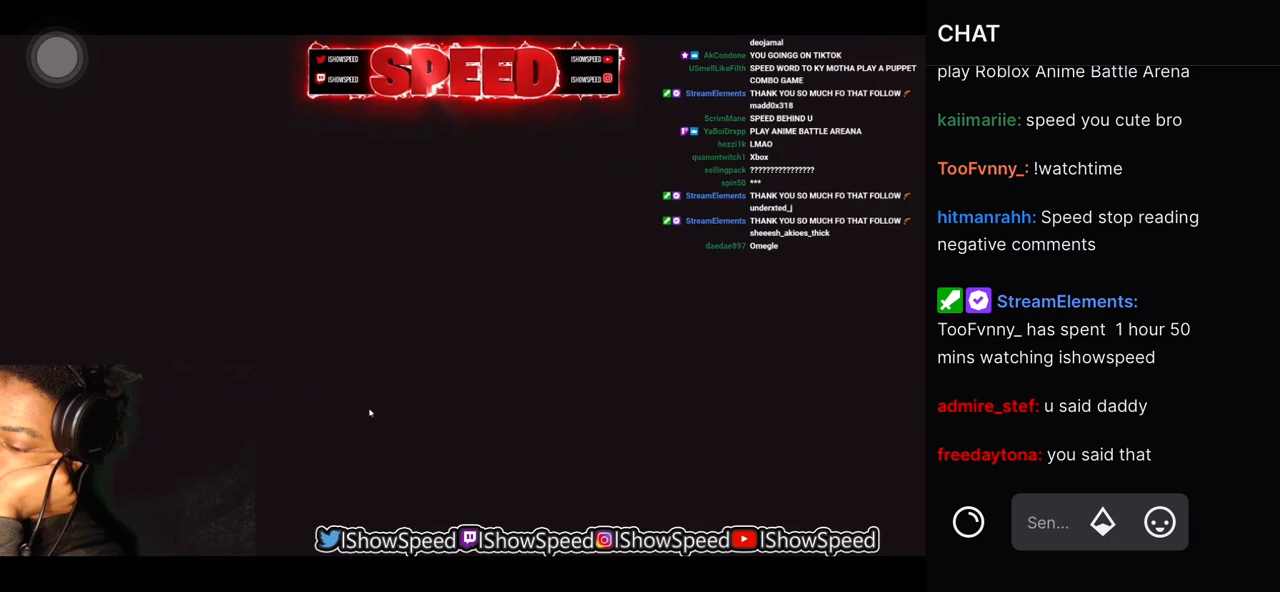 ISHOWSPEED
ISHOWSPEED
SPEED
ISHOWSPEED
ISHOWSPEED
deojamal
AkCondone YOU GOINGG ON TIKTOK
USmellLikeFilth SPEED WORD TO KY MOTHA PLAY A PUPPET
COMBO GAME
StreamElements THANK YOU SO MUCH FO THAT FOLLOW
madd0x318
ScrimMane SPEED BEHIND U
YaBoiDrxpp PLAY ANIME BATTLE AREANA
hezzi1k LMAO
quanontwitch1 Xbox
sellingpack ????????????????
spin50 ***
StreamElements THANK YOU SO MUCH FO THAT FOLLOW
underxted_j
StreamElements THANK YOU SO MUCH FO THAT FOLLOW
sheeesh_akioes_thick
daedae897 Omegle
IShowSpeed IShowSpeed IShowSpeed IShowSpeed
CHAT
play Roblox Anime Battle Arena
kaiimariie: speed you cute bro
TooFvnny_: !watchtime
hitmanrahh: Speed stop reading
negative comments
StreamElements:
TooFvnny_ has spent 1 hour 50
mins watching ishowspeed
admire_stef: u said daddy
freedaytona: you said that
Sen...